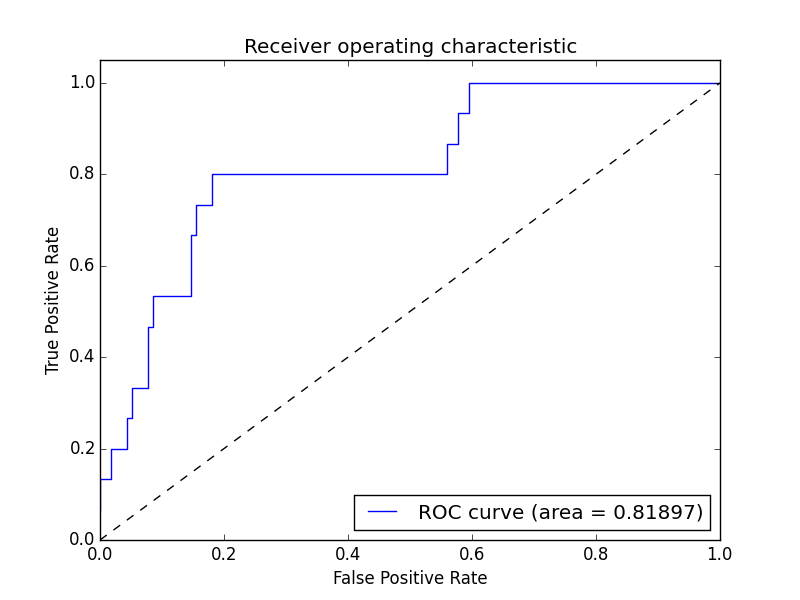 Receiver operating characteristic
True Positive Rate
1.0
0.8
0.6
0.4
0.2
0.0
ROC curve (area = 0.81897)
0.0 0.2 0.4 0.6 0.8 1.0
False Positive Rate